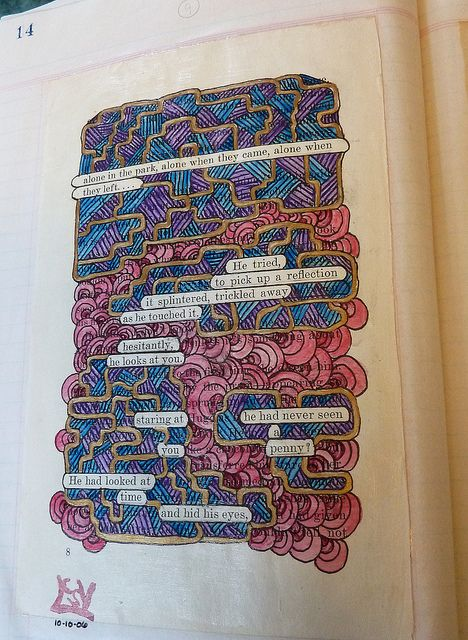 14
9
alone in the park, alone when they came, alone when
they left. . . .
He tried,
to pick up a reflection
it splintered, trickled away
as he touched it.
hesitantly,
he looks at you.
staring at
he had never seen
a
you
penny?
He had looked at
time
and hid his eyes,
8
10-10-06